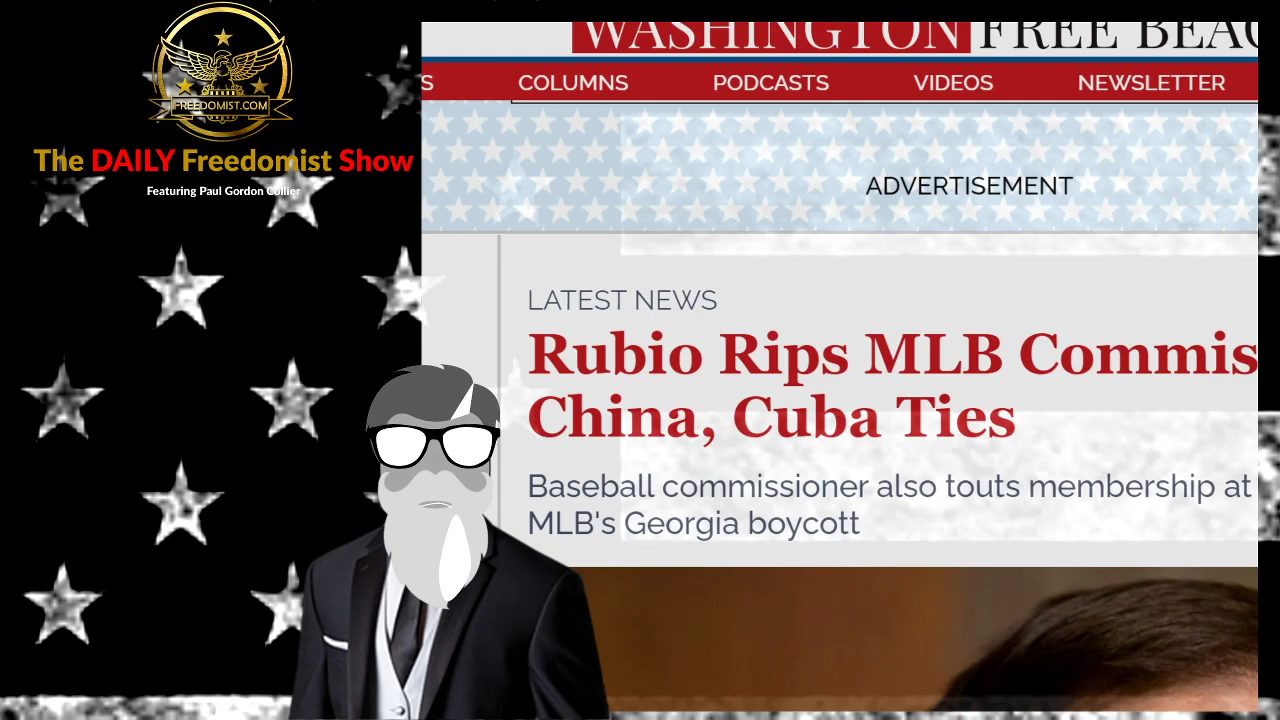 FREEDOMIST.COM
The DAILY Freedomist Show
Featuring Paul Gordon Collier
WASHINGTON FREE BEAC
S COLUMNS PODCASTS VIDEOS NEWSLETTER
ADVERTISEMENT
LATEST NEWS
Rubio Rips MLB Commis
China, Cuba Ties
Baseball commissioner also touts membership at
MLB's Georgia boycott